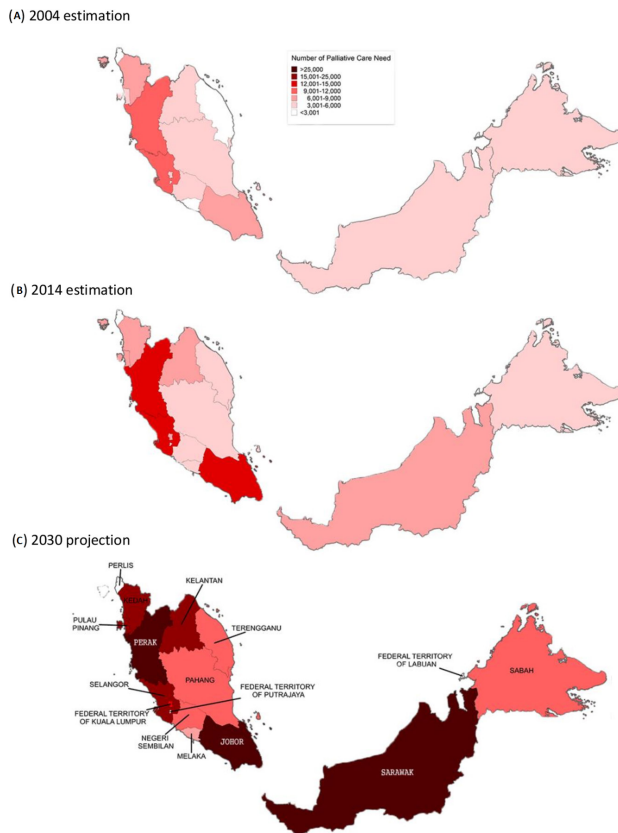 (A) 2004 estimation
Number of Palliative Care Need
>25,000
15,001-25,000
12,001-15,000
9,001-12,000
6,001-9,000
3,001-6,000
<3,001
(B) 2014 estimation
(C) 2030 projection
PERLIS
KEDAH
KELANTAN
PULAU
PINANG
PERAK
TERENGGANU
FEDERAL TERRITORY
OF LABUAN
SABAH
PAHANG
SELANGOR
FEDERAL TERRITORY
OF PUTRAJAYA
FEDERAL TERRITORY
OF KUALA LUMPUR
NEGERI
SEMBILAN
MELAKA
JOHOR
SARAWAK